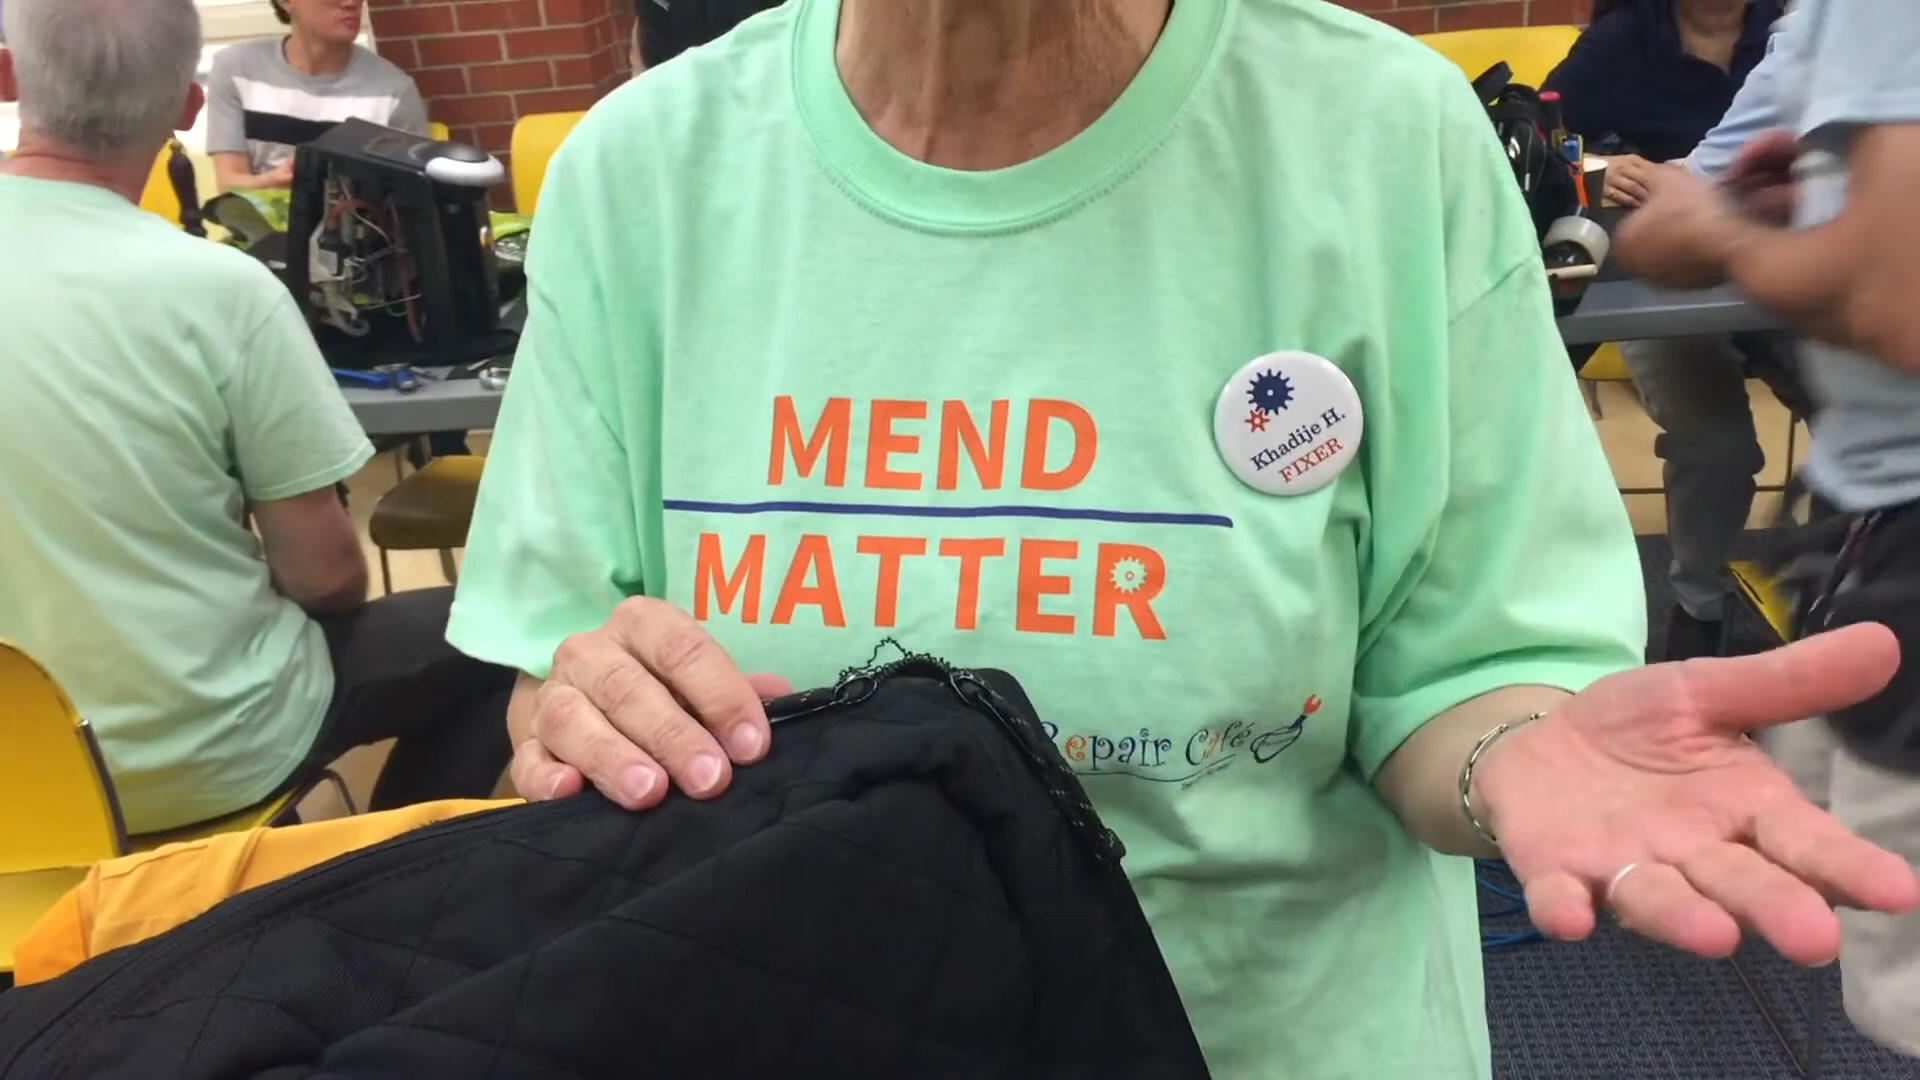 MEND
MATTER
Khadije H.
FIXER
Repair Café